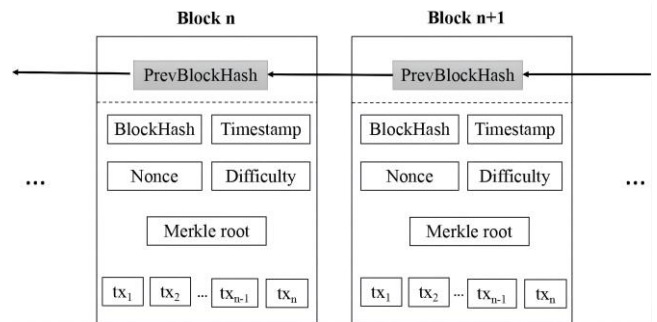 Block n Block n+1
PrevBlockHash PrevBlockHash
BlockHash Timestamp BlockHash Timestamp
... Nonce Difficulty Nonce Difficulty ...
Merkle root Merkle root
tx₁ tx₂ ... txₙ₋₁ txₙ tx₁ tx₂ ... txₙ₋₁ txₙ